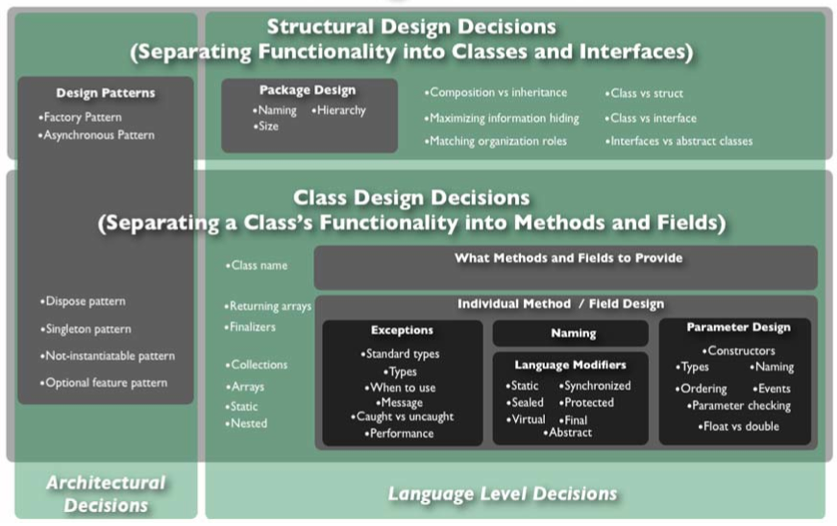 Structural Design Decisions
(Separating Functionality into Classes and Interfaces)
Design Patterns
•Factory Pattern
•Asynchronous Pattern
Package Design
•Naming •Hierarchy
•Size
•Composition vs inheritance
•Maximizing information hiding
•Matching organization roles
•Class vs struct
•Class vs interface
•Interfaces vs abstract classes
Class Design Decisions
(Separating a Class's Functionality into Methods and Fields)
•Dispose pattern
•Singleton pattern
•Not-instantiatable pattern
•Optional feature pattern
•Class name
•Returning arrays
•Finalizers
•Collections
•Arrays
•Static
•Nested
What Methods and Fields to Provide
Individual Method / Field Design
Exceptions
•Standard types
•Types
•When to use
•Message
•Caught vs uncaught
•Performance
Naming
Language Modifiers
•Static •Synchronized
•Sealed •Protected
•Virtual •Final
•Abstract
Parameter Design
•Constructors
•Types •Naming
•Ordering •Events
•Parameter checking
•Float vs double
Architectural
Decisions
Language Level Decisions